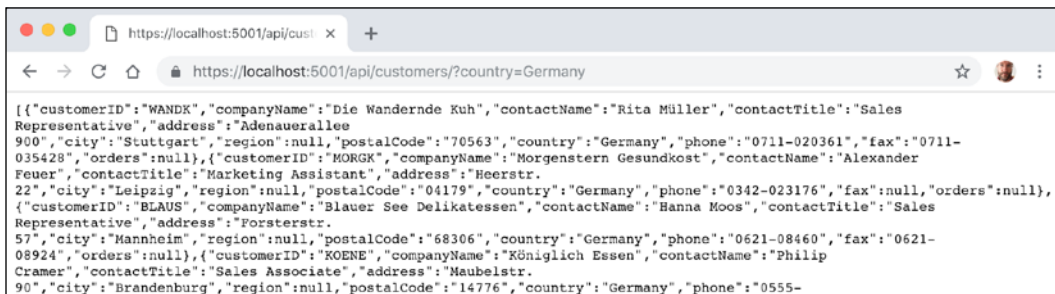 https://localhost:5001/api/cust
https://localhost:5001/api/customers/?country=Germany
[{"customerID":"WANDK","companyName":"Die Wandernde Kuh","contactName":"Rita Müller","contactTitle":"Sales
Representative","address":"Adenauerallee
900","city":"Stuttgart","region":null,"postalCode":"70563","country":"Germany","phone":"0711-020361","fax":"0711-
035428","orders":null},{"customerID":"MORGK","companyName":"Morgenstern Gesundkost","contactName":"Alexander
Feuer","contactTitle":"Marketing Assistant","address":"Heerstr.
22","city":"Leipzig","region":null,"postalCode":"04179","country":"Germany","phone":"0342-023176","fax":null,"orders":null},
{"customerID":"BLAUS","companyName":"Blauer See Delikatessen","contactName":"Hanna Moos","contactTitle":"Sales
Representative","address":"Forsterstr.
57","city":"Mannheim","region":null,"postalCode":"68306","country":"Germany","phone":"0621-08460","fax":"0621-
08924","orders":null},{"customerID":"KOENE","companyName":"Königlich Essen","contactName":"Philip
Cramer","contactTitle":"Sales Associate","address":"Maubelstr.
90","city":"Brandenburg","region":null,"postalCode":"14776","country":"Germany","phone":"0555-